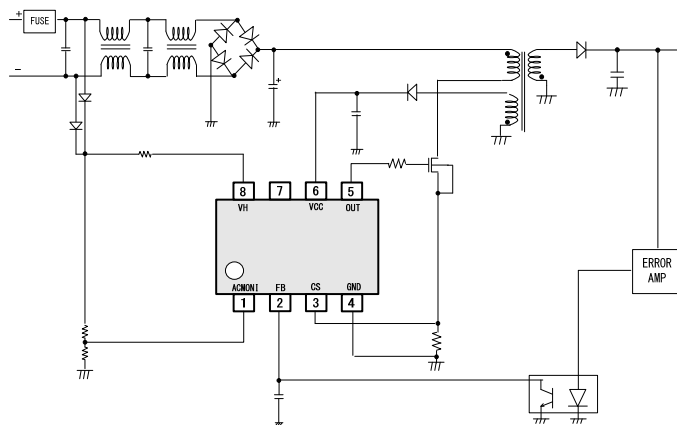 +
FUSE
−
+
8 7 6 5
VH VCC OUT
ACMONI FB CS GND
1 2 3 4
ERROR
AMP